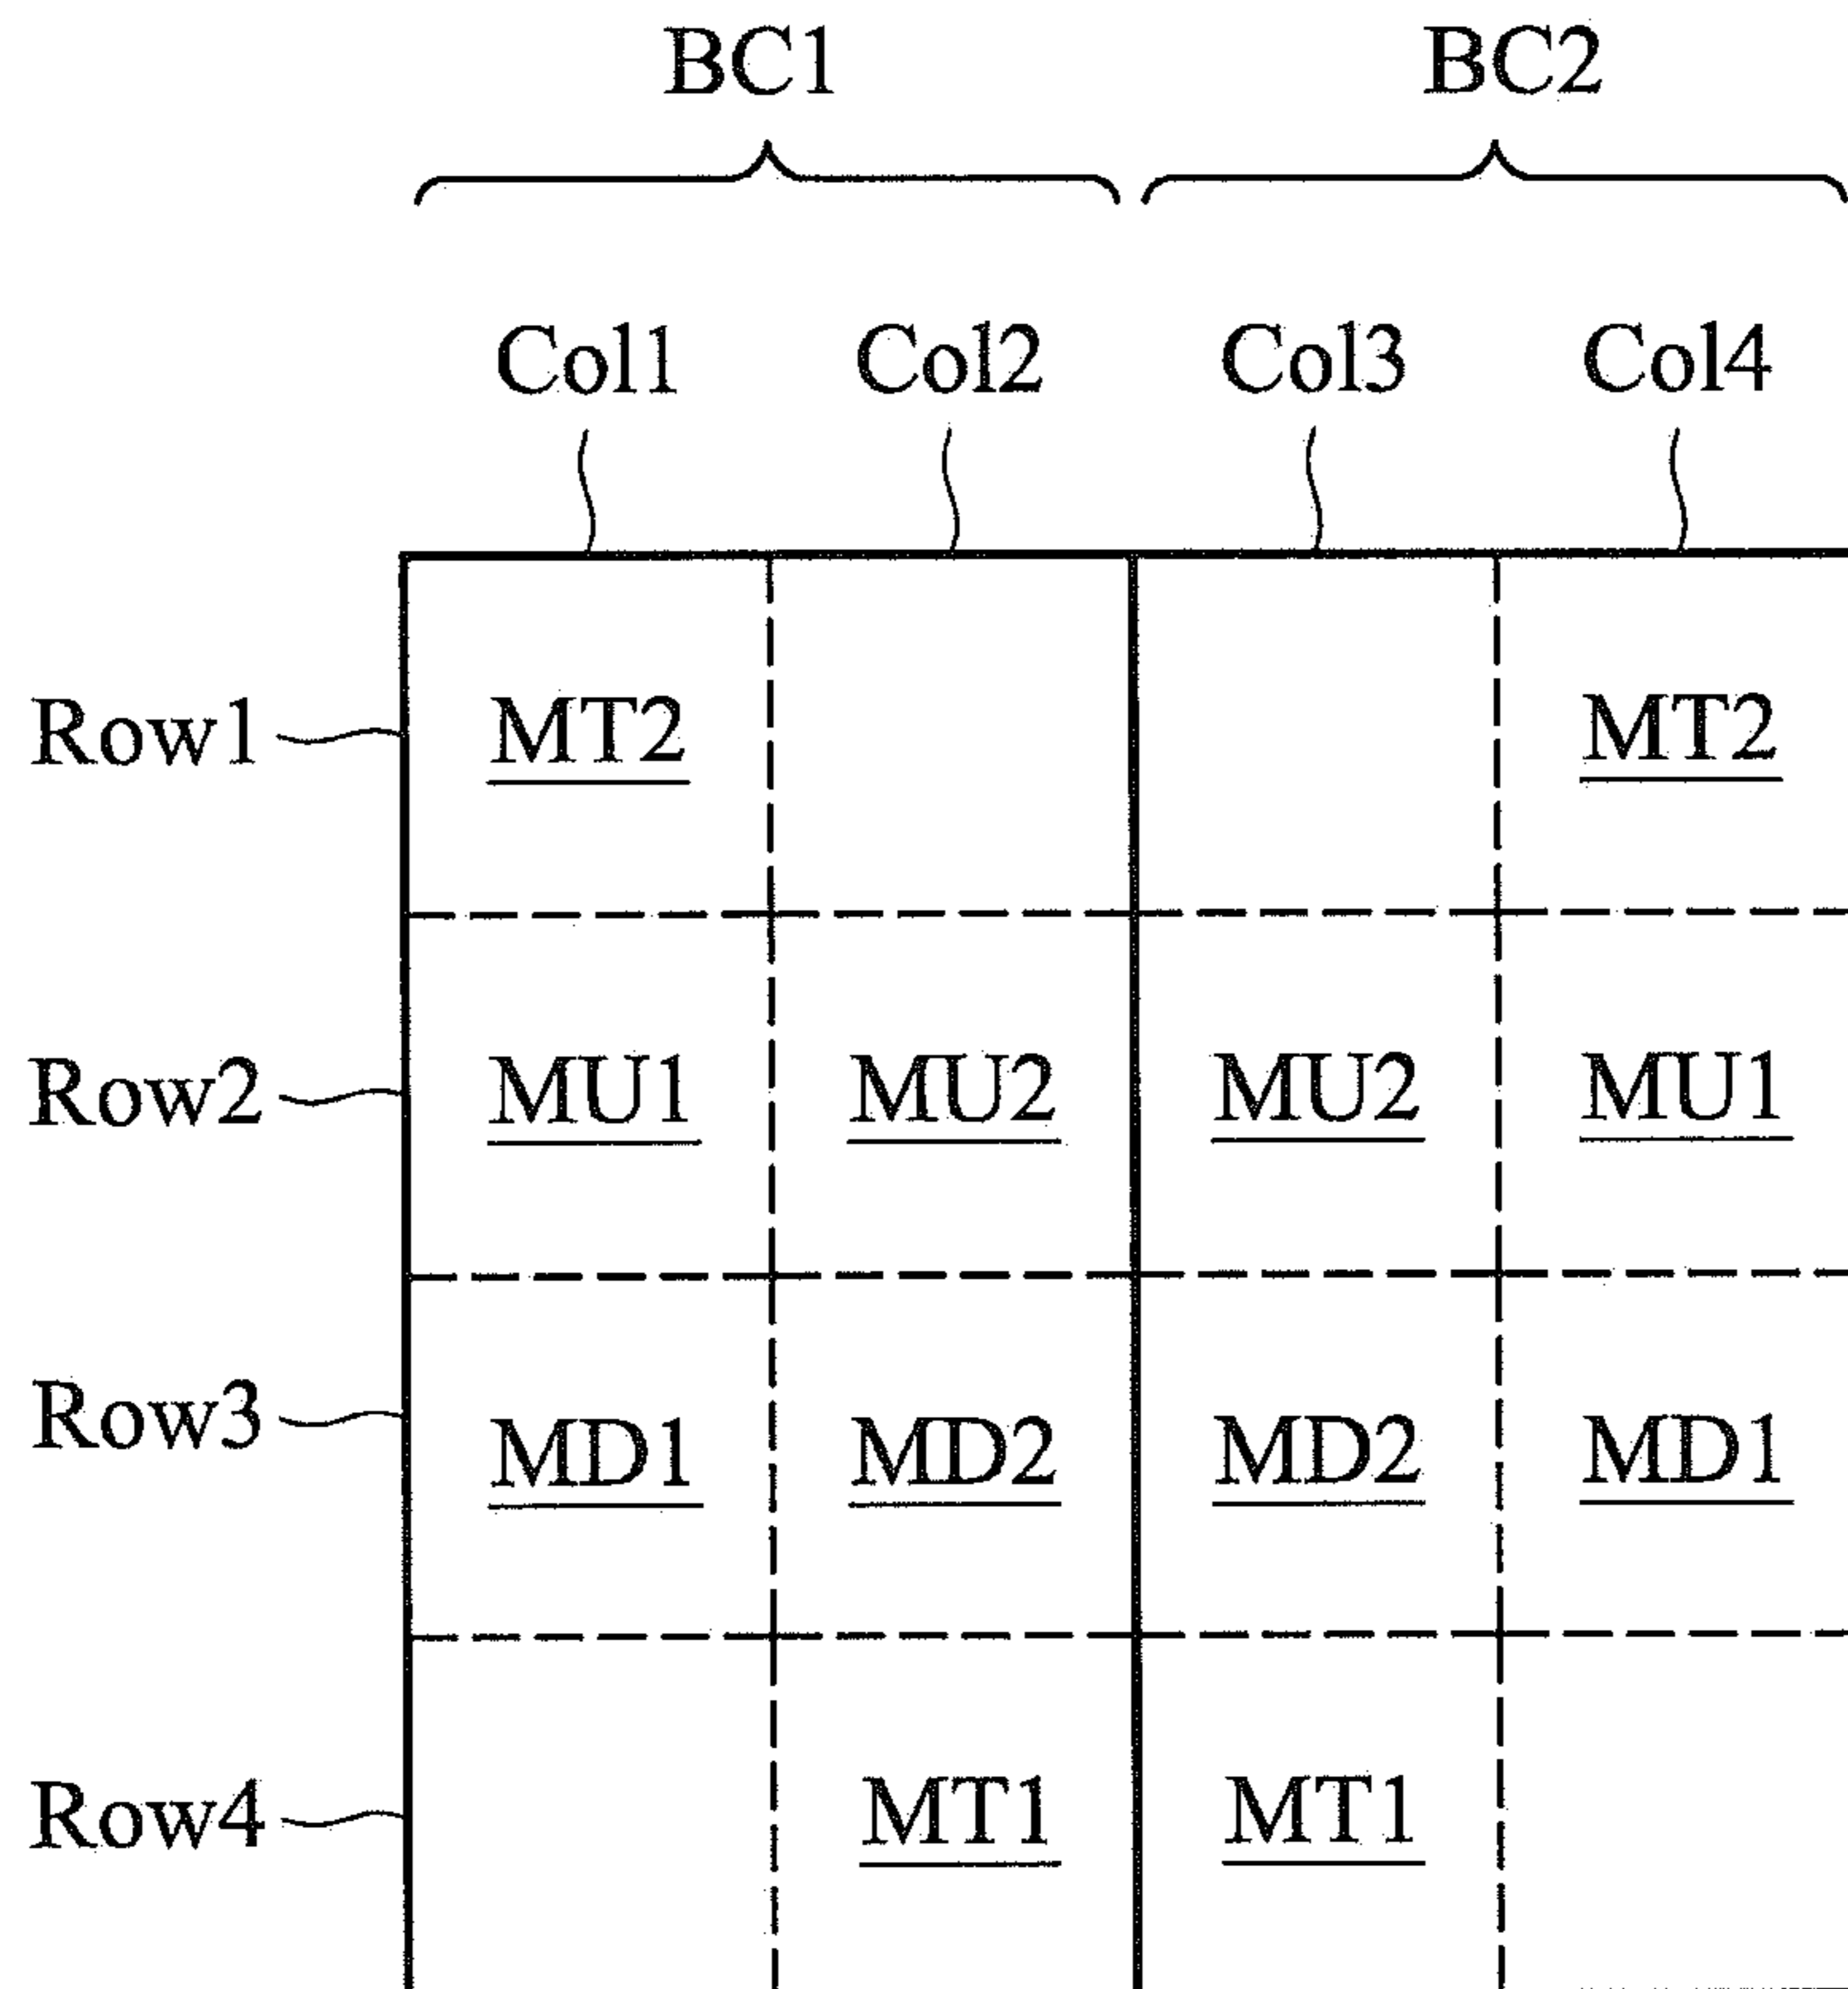 BC1 BC2
Col1 Col2 Col3 Col4
Row1 MT2 MT2
Row2 MU1 MU2 MU2 MU1
Row3 MD1 MD2 MD2 MD1
Row4 MT1 MT1